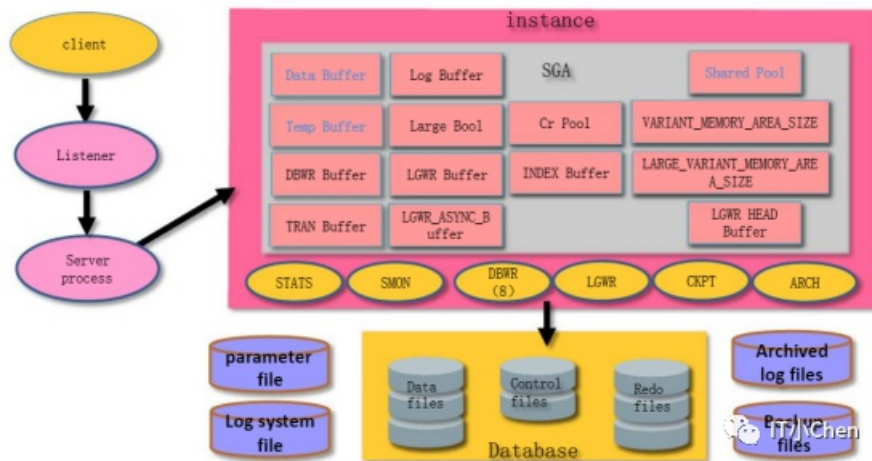 instance
client
Listener
Server
process
SGA
Data Buffer
Log Buffer
Shared Pool
Temp Buffer
Large Bool
Cr Pool
VARIANT_MEMORY_AREA_SIZE
DBWR Buffer
LGWR Buffer
INDEX Buffer
LARGE_VARIANT_MEMORY_ARE
A_SIZE
TRAN Buffer
LGWR_ASYNC_B
uffer
LGWR HEAD
Buffer
STATS
SMON
DBWR
(8)
LGWR
CKPT
ARCH
parameter
file
Log system
file
Data
files
Control
files
Redo
files
Database
Archived
log files
files
IT小Chen